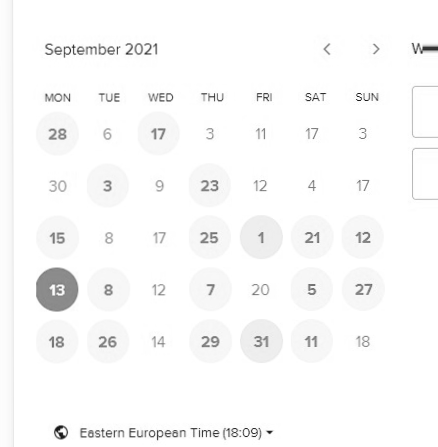 September 2021
MON TUE WED THU FRI SAT SUN
28 6 17 3 11 17 3
30 3 9 23 12 4 17
15 8 17 25 1 21 12
13 8 12 7 20 5 27
18 26 14 29 31 11 18
Eastern European Time (18:09)